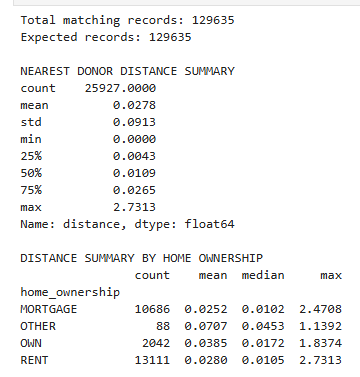 Total matching records: 129635
Expected records: 129635

NEAREST DONOR DISTANCE SUMMARY
count    25927.0000
mean         0.0278
std          0.0913
min          0.0000
25%          0.0043
50%          0.0109
75%          0.0265
max          2.7313
Name: distance, dtype: float64

DISTANCE SUMMARY BY HOME OWNERSHIP
                count    mean  median     max
home_ownership
MORTGAGE        10686  0.0252  0.0102  2.4708
OTHER              88  0.0707  0.0453  1.1392
OWN              2042  0.0385  0.0172  1.8374
RENT            13111  0.0280  0.0105  2.7313